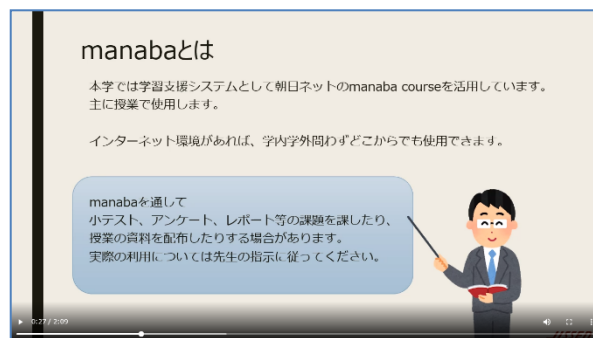 manabaとは
本学では学習支援システムとして朝日ネットのmanaba courseを活用しています。
主に授業で使用します。
インターネット環境があれば、学内学外問わずどこからでも使用できます。
manabaを通して
小テスト、アンケート、レポート等の課題を課したり、
授業の資料を配布したりする場合があります。
実際の利用については先生の指示に従ってください。
0:27 / 2:09